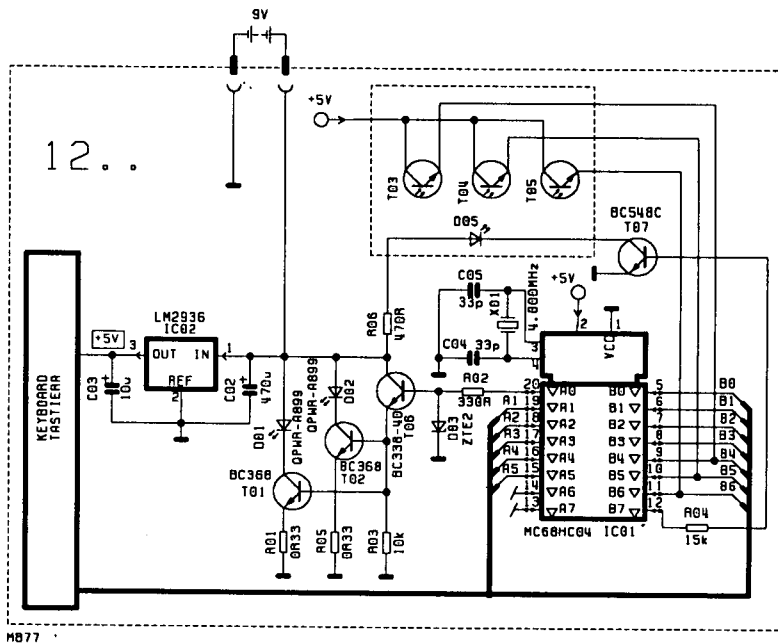 9V
+5V
12..
T03
T04
T05
BC548C
T07
D05
C05
33p
X01
4.000MHz
+5V
2
1
VCC
3
4
C04 33p
R06
470R
LM2936
IC02
+5V
3
OUT IN
1
REF
2
C03
10u
C02
470u
KEYBOARD
TASTIERA
D01
QPWR-A899
QPWR-A899
D02
BC338-40
T06
R02
330R
D03
ZTE2
BC368
T01
BC368
T02
R01
0R33
R05
0R33
R03
10k
20 A0 B0 5 B0
A1 19 A1 B1 6 B1
A2 18 A2 B2 7 B2
A3 17 A3 B3 8 B3
A4 16 A4 B4 9 B4
A5 15 A5 B5 10 B5
14 A6 B6 11 B6
13 A7 B7 12
MC68HC04 IC01
R04
15k
M877